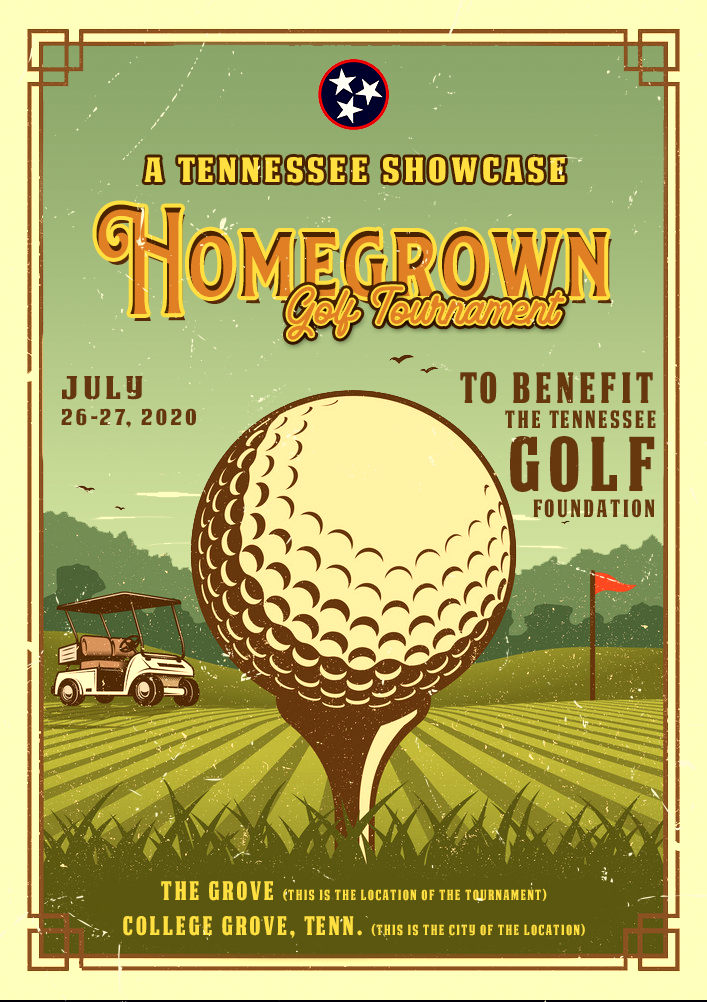 A TENNESSEE SHOWCASE
HOMEGROWN
Golf Tournament
JULY
26-27, 2020
TO BENEFIT
THE TENNESSEE
GOLF
FOUNDATION
THE GROVE (THIS IS THE LOCATION OF THE TOURNAMENT)
COLLEGE GROVE, TENN. (THIS IS THE CITY OF THE LOCATION)